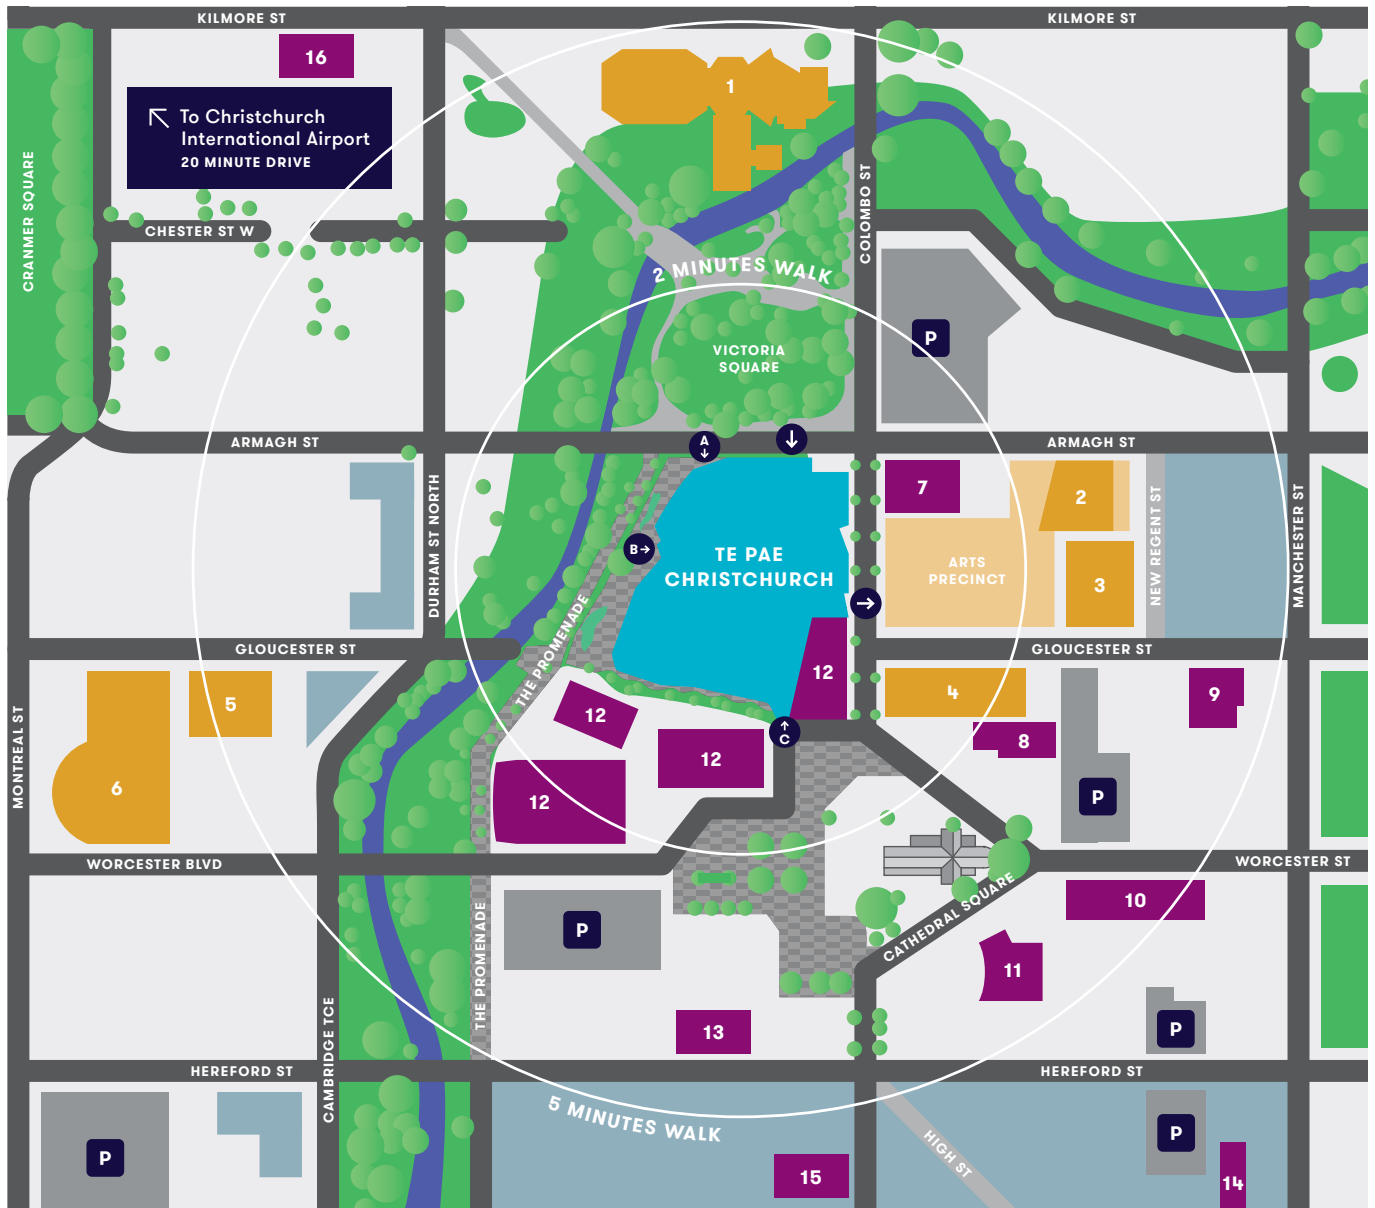 KILMORE ST
KILMORE ST
16
1
To Christchurch
International Airport
20 MINUTE DRIVE
CRANMER SQUARE
CHESTER ST W
COLOMBO ST
2 MINUTES WALK
P
VICTORIA
SQUARE
ARMAGH ST
A
ARMAGH ST
7
2
DURHAM ST NORTH
NEW REGENT ST
MANCHESTER ST
B
TE PAE
CHRISTCHURCH
ARTS
PRECINCT
3
THE PROMENADE
GLOUCESTER ST
GLOUCESTER ST
12
4
9
5
12
C
8
MONTREAL ST
6
12
12
P
WORCESTER BLVD
WORCESTER ST
CATHEDRAL SQUARE
10
P
THE PROMENADE
11
CAMBRIDGE TCE
13
P
HEREFORD ST
HEREFORD ST
5 MINUTES WALK
P
HIGH ST
P
15
14